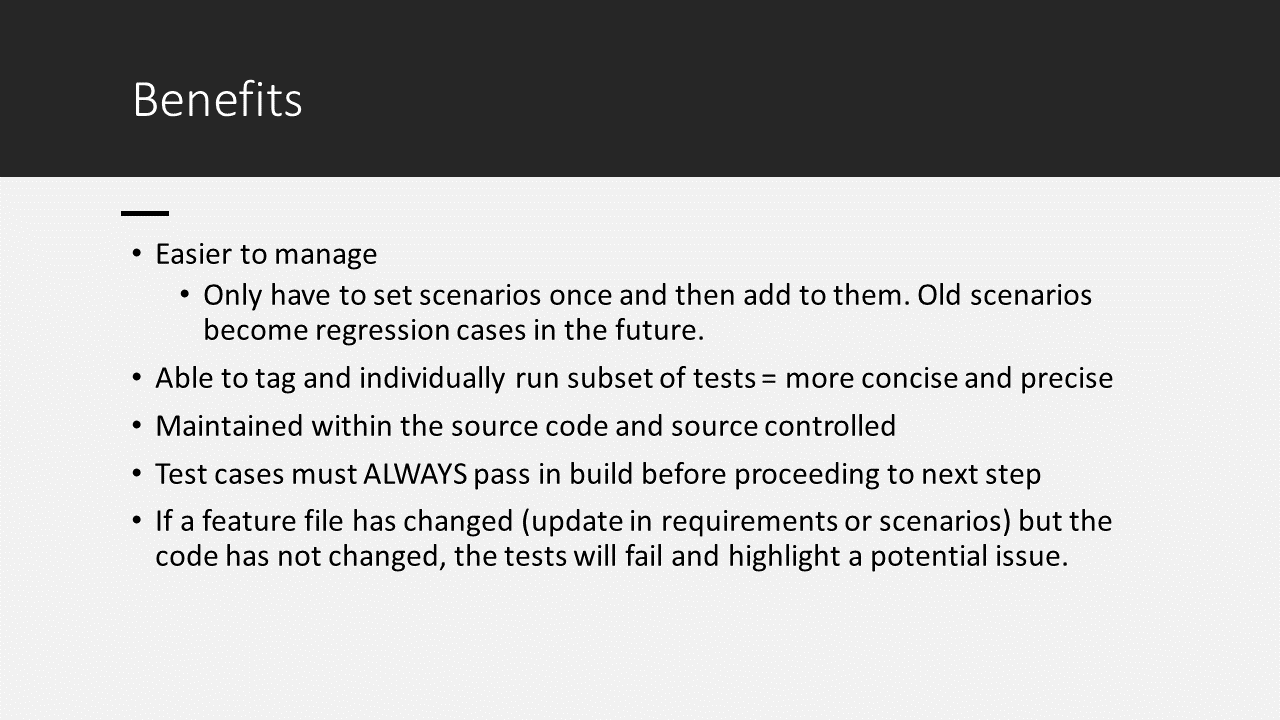 Benefits
• Easier to manage
• Only have to set scenarios once and then add to them. Old scenarios
become regression cases in the future.
• Able to tag and individually run subset of tests = more concise and precise
• Maintained within the source code and source controlled
• Test cases must ALWAYS pass in build before proceeding to next step
• If a feature file has changed (update in requirements or scenarios) but the
code has not changed, the tests will fail and highlight a potential issue.